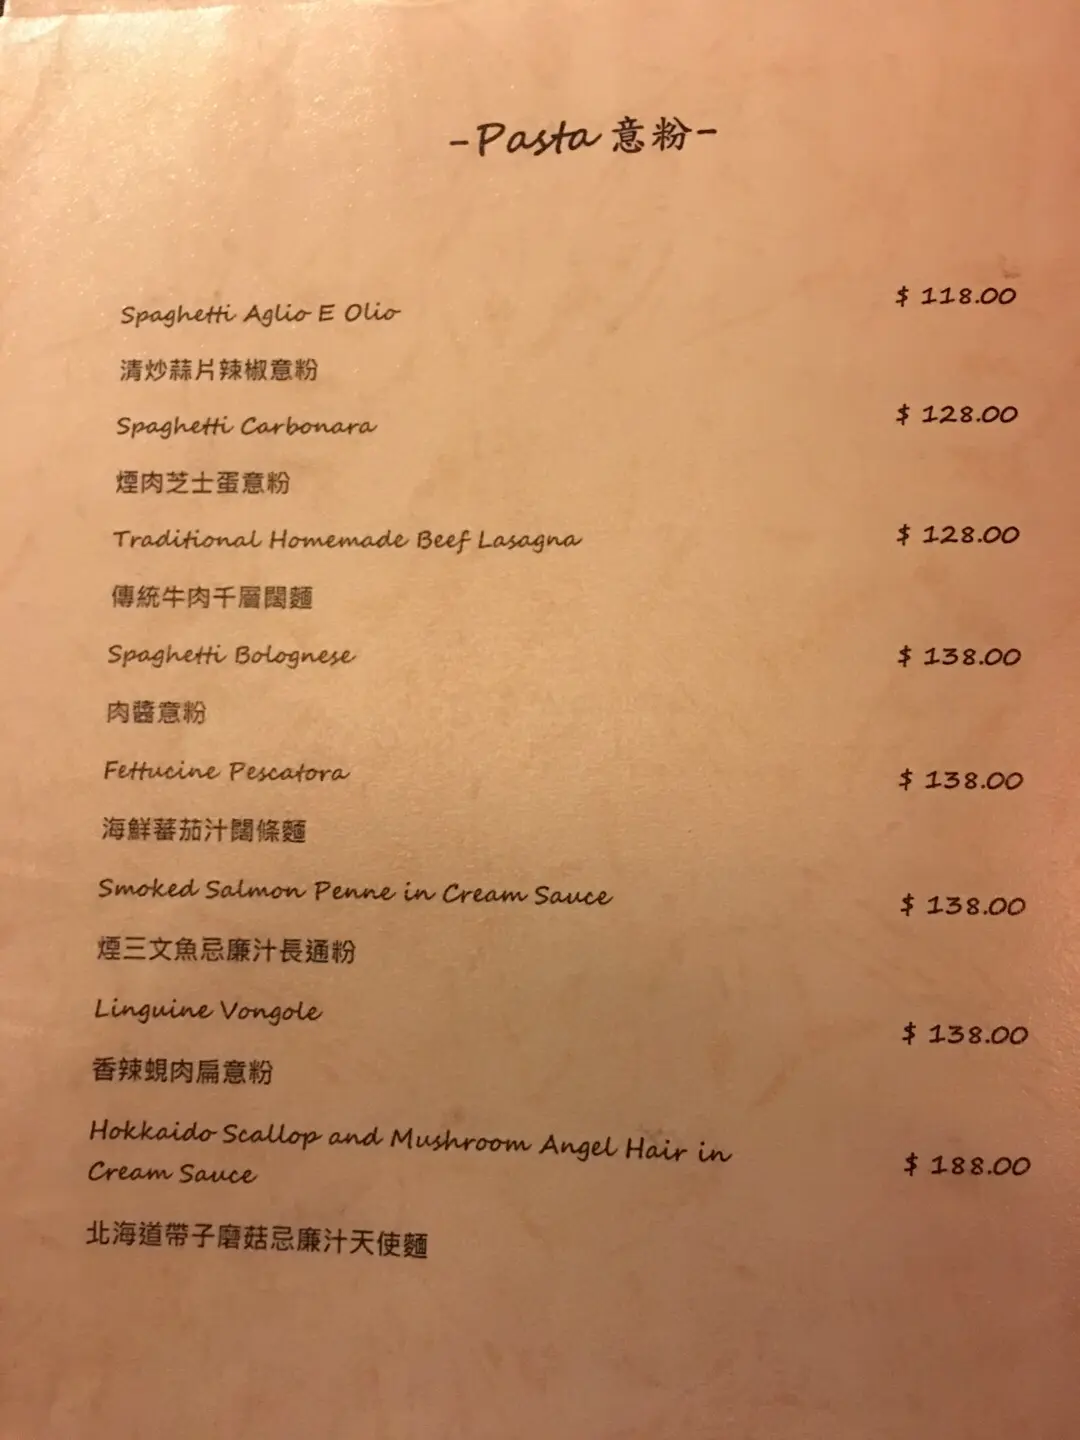 -Pasta 意粉-
Spaghetti Aglio E Olio $ 118.00
清炒蒜片辣椒意粉
Spaghetti Carbonara $ 128.00
煙肉芝士蛋意粉
Traditional Homemade Beef Lasagna $ 128.00
傳統牛肉千層闊麵
Spaghetti Bolognese $ 138.00
肉醬意粉
Fettucine Pescatora $ 138.00
海鮮蕃茄汁闊條麵
Smoked Salmon Penne in Cream Sauce $ 138.00
煙三文魚忌廉汁長通粉
Linguine Vongole $ 138.00
香辣蜆肉扁意粉
Hokkaido Scallop and Mushroom Angel Hair in $ 188.00
Cream Sauce
北海道帶子磨菇忌廉汁天使麵